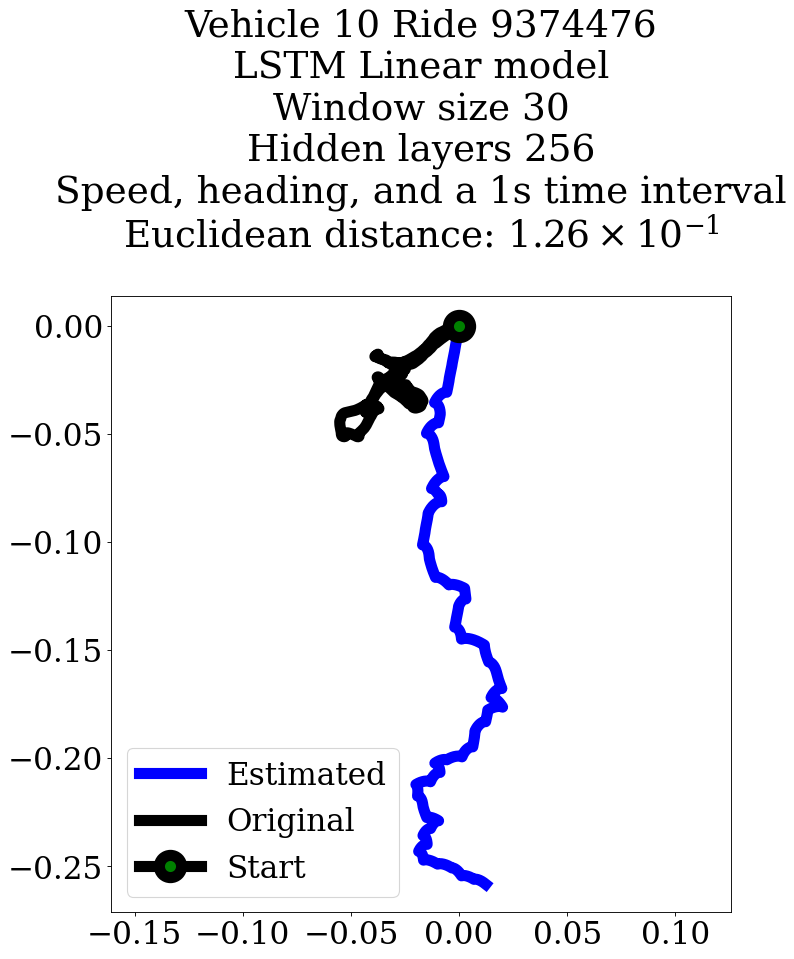 Vehicle 10 Ride 9374476
LSTM Linear model
Window size 30
Hidden layers 256
Speed, heading, and a 1s time interval
Euclidean distance: 1.26 × 10⁻¹
0.00
−0.05
−0.10
−0.15
−0.20
−0.25
Estimated
Original
Start
−0.15 −0.10 −0.05 0.00 0.05 0.10